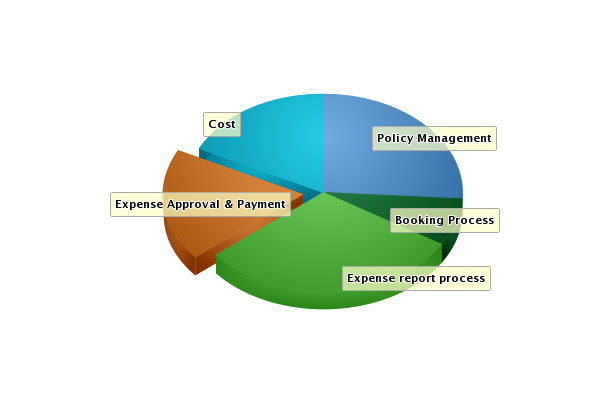 Cost
Policy Management
Expense Approval & Payment
Booking Process
Expense report process